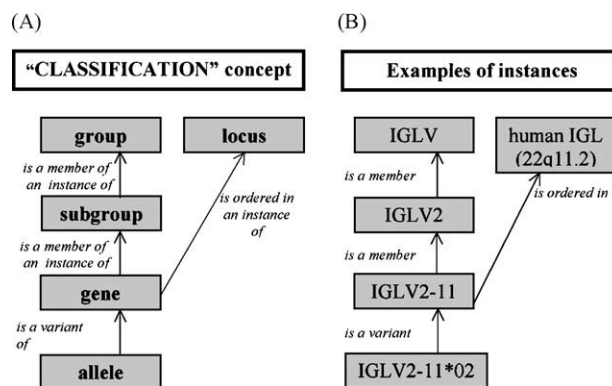 (A)
"CLASSIFICATION" concept
group
locus
is a member of
an instance of
is ordered in
an instance
of
subgroup
is a member of
an instance of
gene
is a variant
of
allele
(B)
Examples of instances
IGLV
human IGL
(22q11.2)
is a member
is ordered in
IGLV2
is a member
IGLV2-11
is a variant
IGLV2-11*02